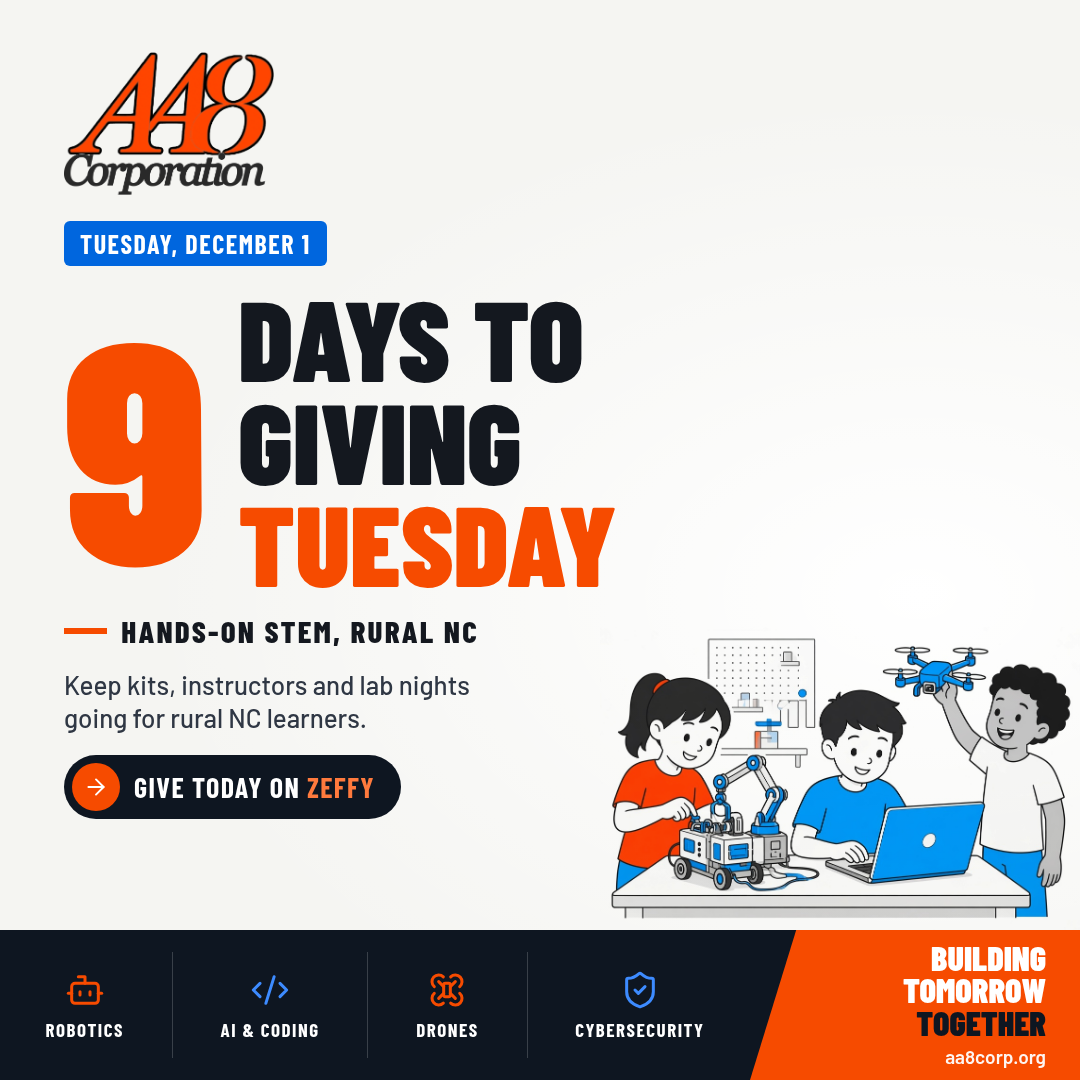 AA8
Corporation
TUESDAY, DECEMBER 1
9
DAYS TO
GIVING
TUESDAY
HANDS-ON STEM, RURAL NC
Keep kits, instructors and lab nights
going for rural NC learners.
GIVE TODAY ON ZEFFY
ROBOTICS
AI & CODING
DRONES
CYBERSECURITY
BUILDING
TOMORROW
TOGETHER
aa8corp.org